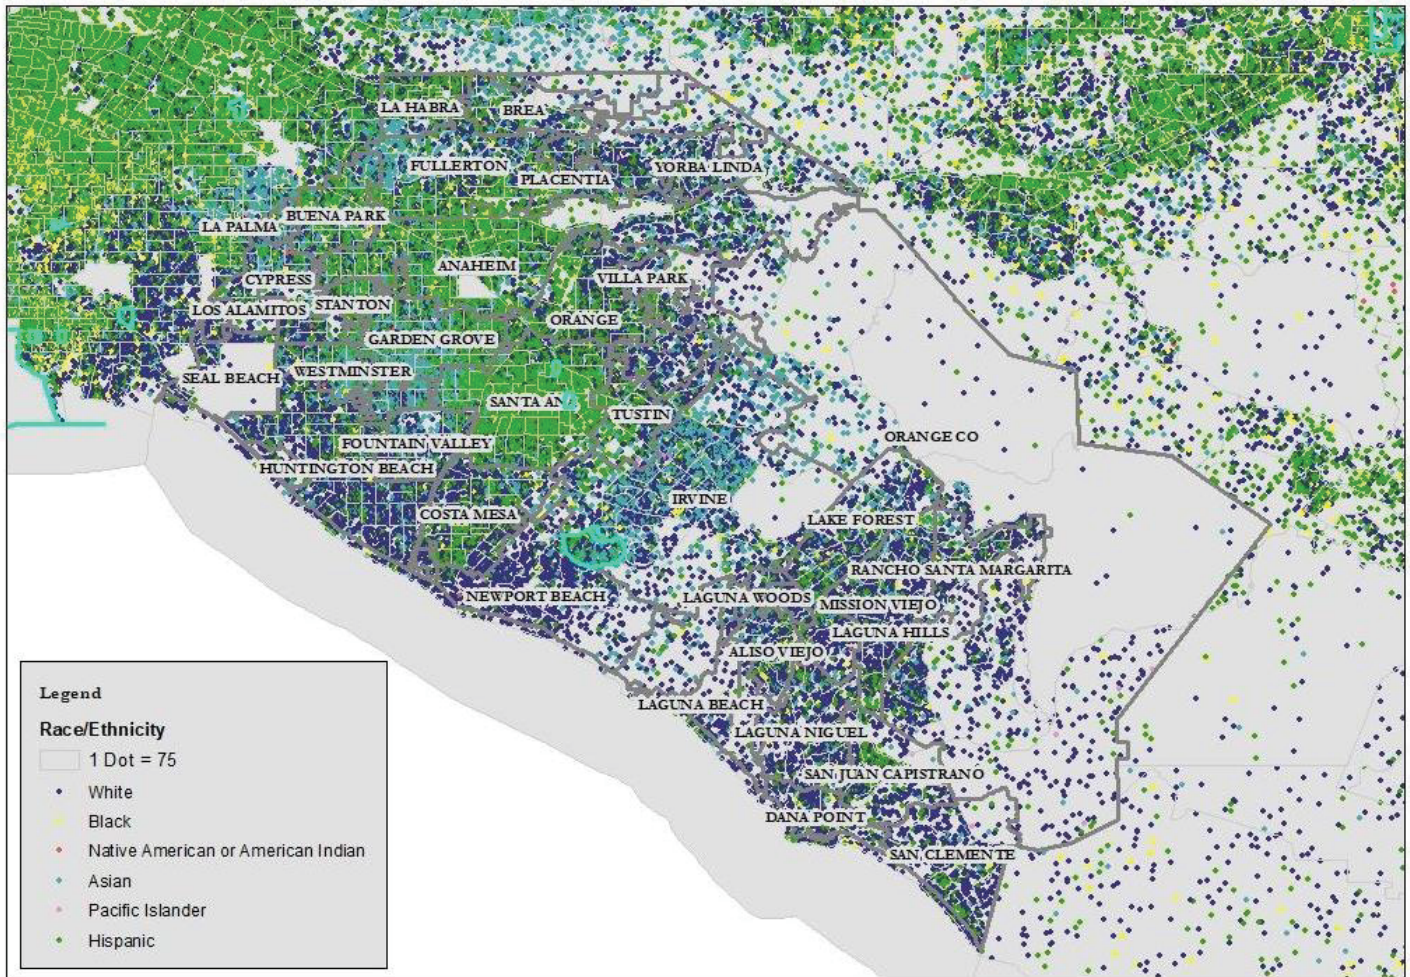 LA HABRA
BREA
FULLERTON
PLACENTIA
YORBA LINDA
BUENA PARK
LA PALMA
ANAHEIM
CYPRESS
VILLA PARK
LOS ALAMITOS
STANTON
ORANGE
GARDEN GROVE
SEAL BEACH
WESTMINSTER
SANTA AN
TUSTIN
FOUNTAIN VALLEY
ORANGE CO
HUNTINGTON BEACH
IRVINE
COSTA MESA
LAKE FOREST
RANCHO SANTA MARGARITA
NEWPORT BEACH
LAGUNA WOODS
MISSION VIEJO
LAGUNA HILLS
ALISO VIEJO
LAGUNA BEACH
LAGUNA NIGUEL
SAN JUAN CAPISTRANO
DANA POINT
SAN CLEMENTE
Legend
Race/Ethnicity
1 Dot = 75
White
Black
Native American or American Indian
Asian
Pacific Islander
Hispanic